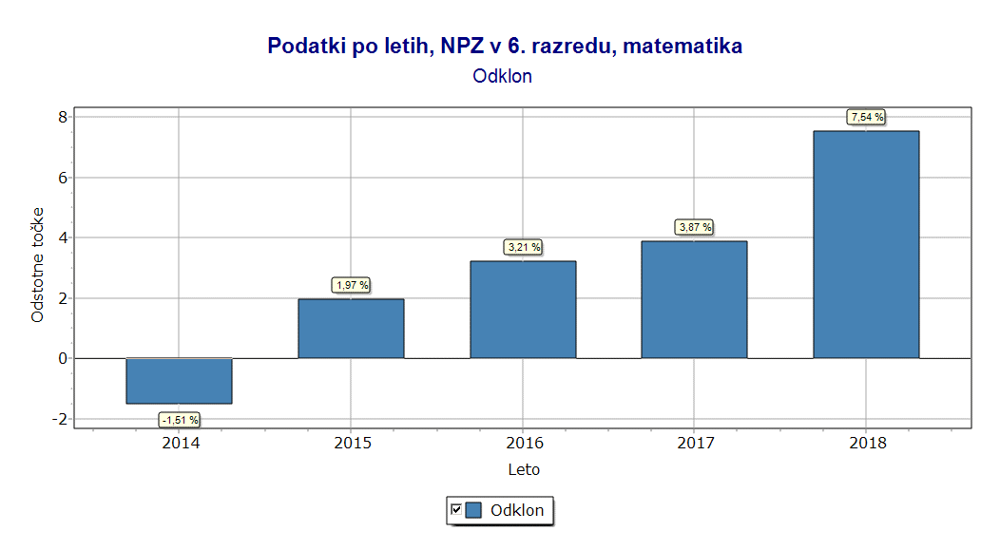 Podatki po letih, NPZ v 6. razredu, matematika
Odklon
Odstotne točke
8
6
4
2
0
-2
-1,51 %
1,97 %
3,21 %
3,87 %
7,54 %
2014 2015 2016 2017 2018
Leto
Odklon